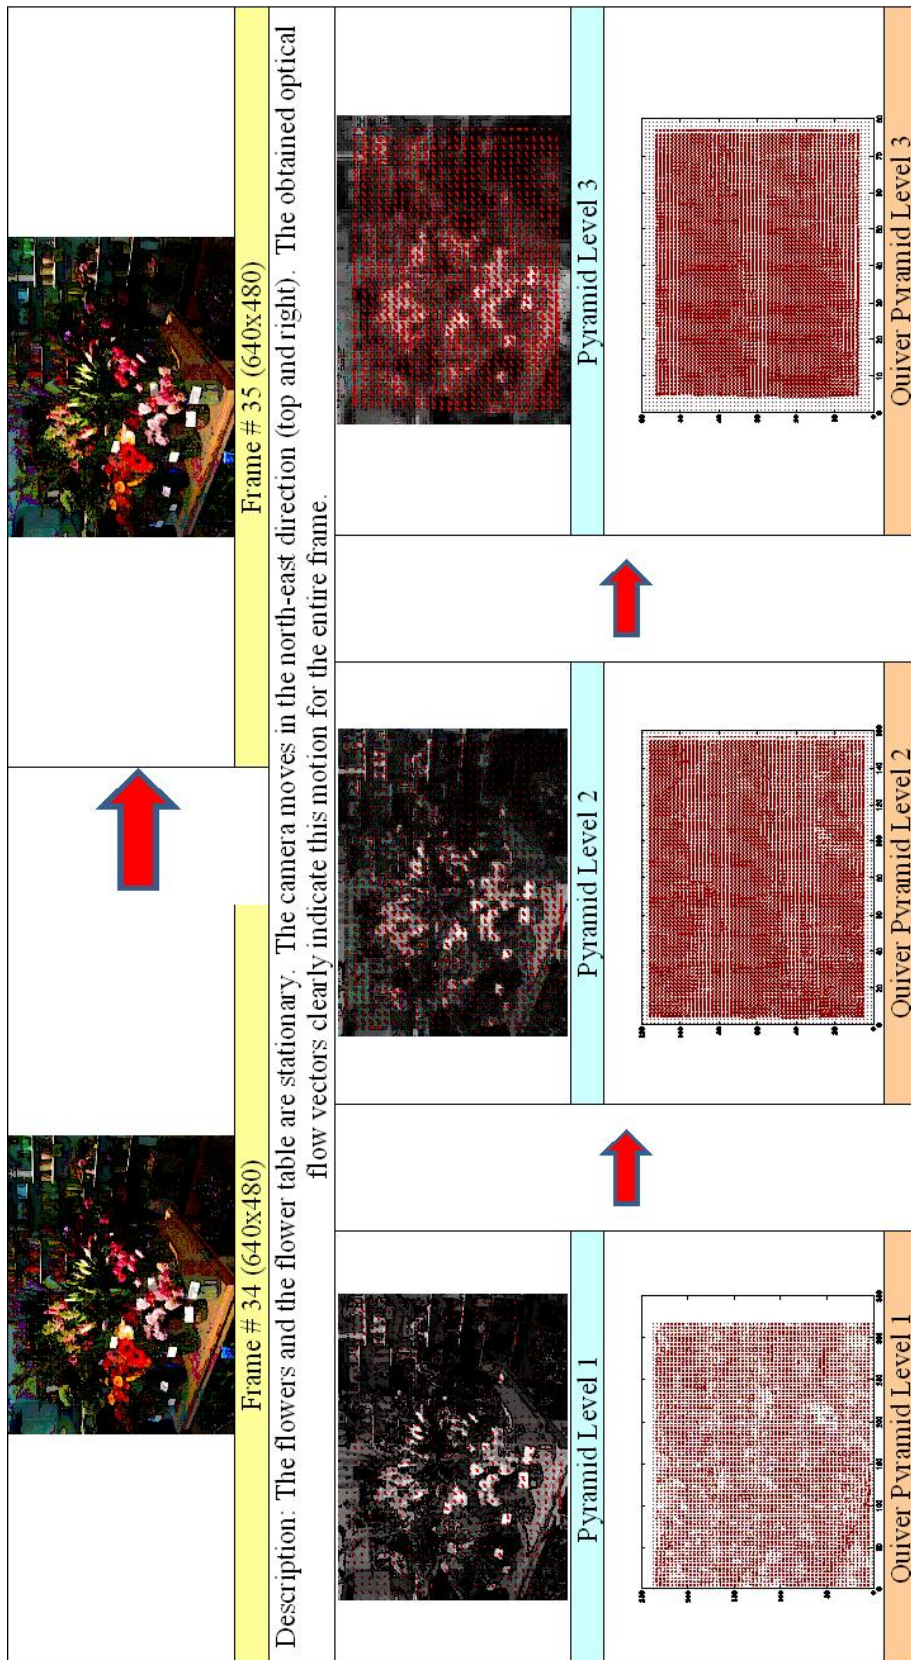 Frame # 34 (640x480)
Frame # 35 (640x480)
Description: The flowers and the flower table are stationary. The camera moves in the north-east direction (top and right). The obtained optical
flow vectors clearly indicate this motion for the entire frame.
Pyramid Level 1
Pyramid Level 2
Pyramid Level 3
Quiver Pyramid Level 1
Quiver Pyramid Level 2
Quiver Pyramid Level 3